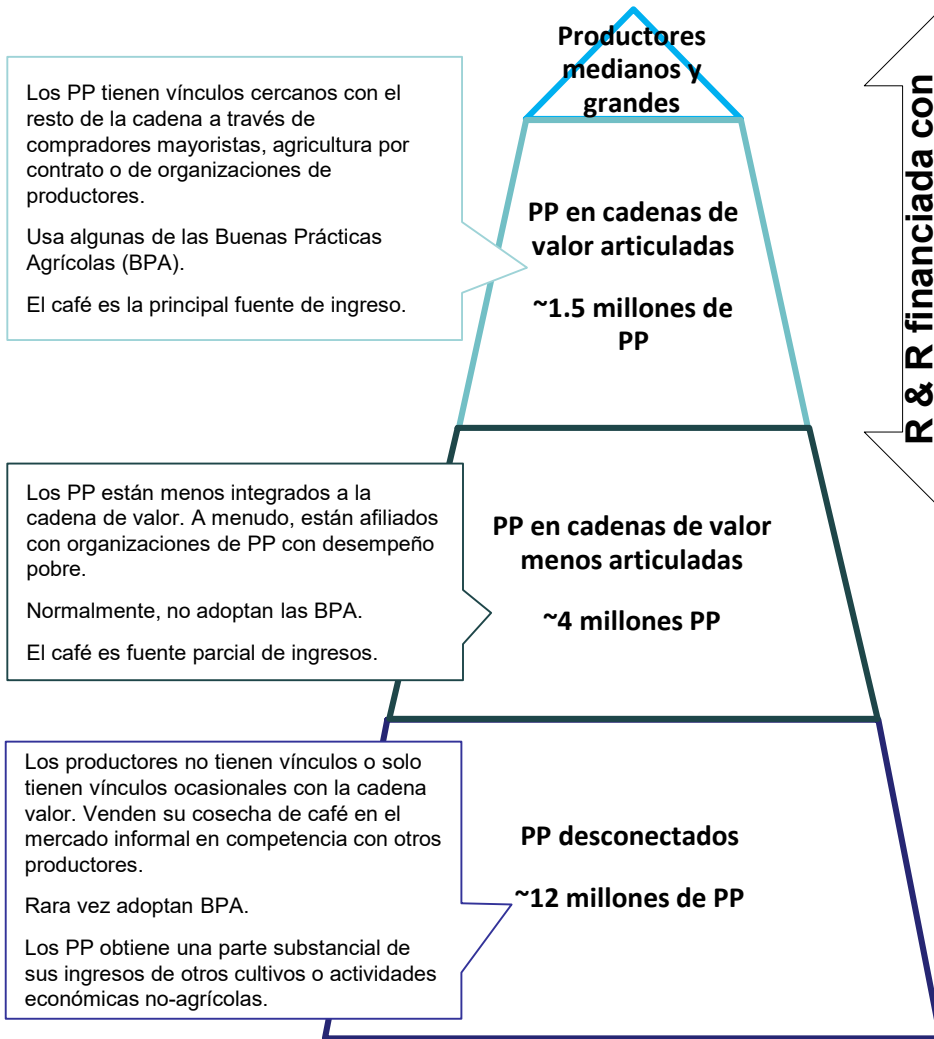 Productores
medianos y
grandes
Los PP tienen vínculos cercanos con el
resto de la cadena a través de
compradores mayoristas, agricultura por
contrato o de organizaciones de
productores.
Usa algunas de las Buenas Prácticas
Agrícolas (BPA).
El café es la principal fuente de ingreso.
PP en cadenas de
valor articuladas
~1.5 millones de
PP
R & R financiada con
Los PP están menos integrados a la
cadena de valor. A menudo, están afiliados
con organizaciones de PP con desempeño
pobre.
Normalmente, no adoptan las BPA.
El café es fuente parcial de ingresos.
PP en cadenas de valor
menos articuladas
~4 millones PP
Los productores no tienen vínculos o solo
tienen vínculos ocasionales con la cadena
valor. Venden su cosecha de café en el
mercado informal en competencia con otros
productores.
Rara vez adoptan BPA.
Los PP obtiene una parte substancial de
sus ingresos de otros cultivos o actividades
económicas no-agrícolas.
PP desconectados
~12 millones de PP